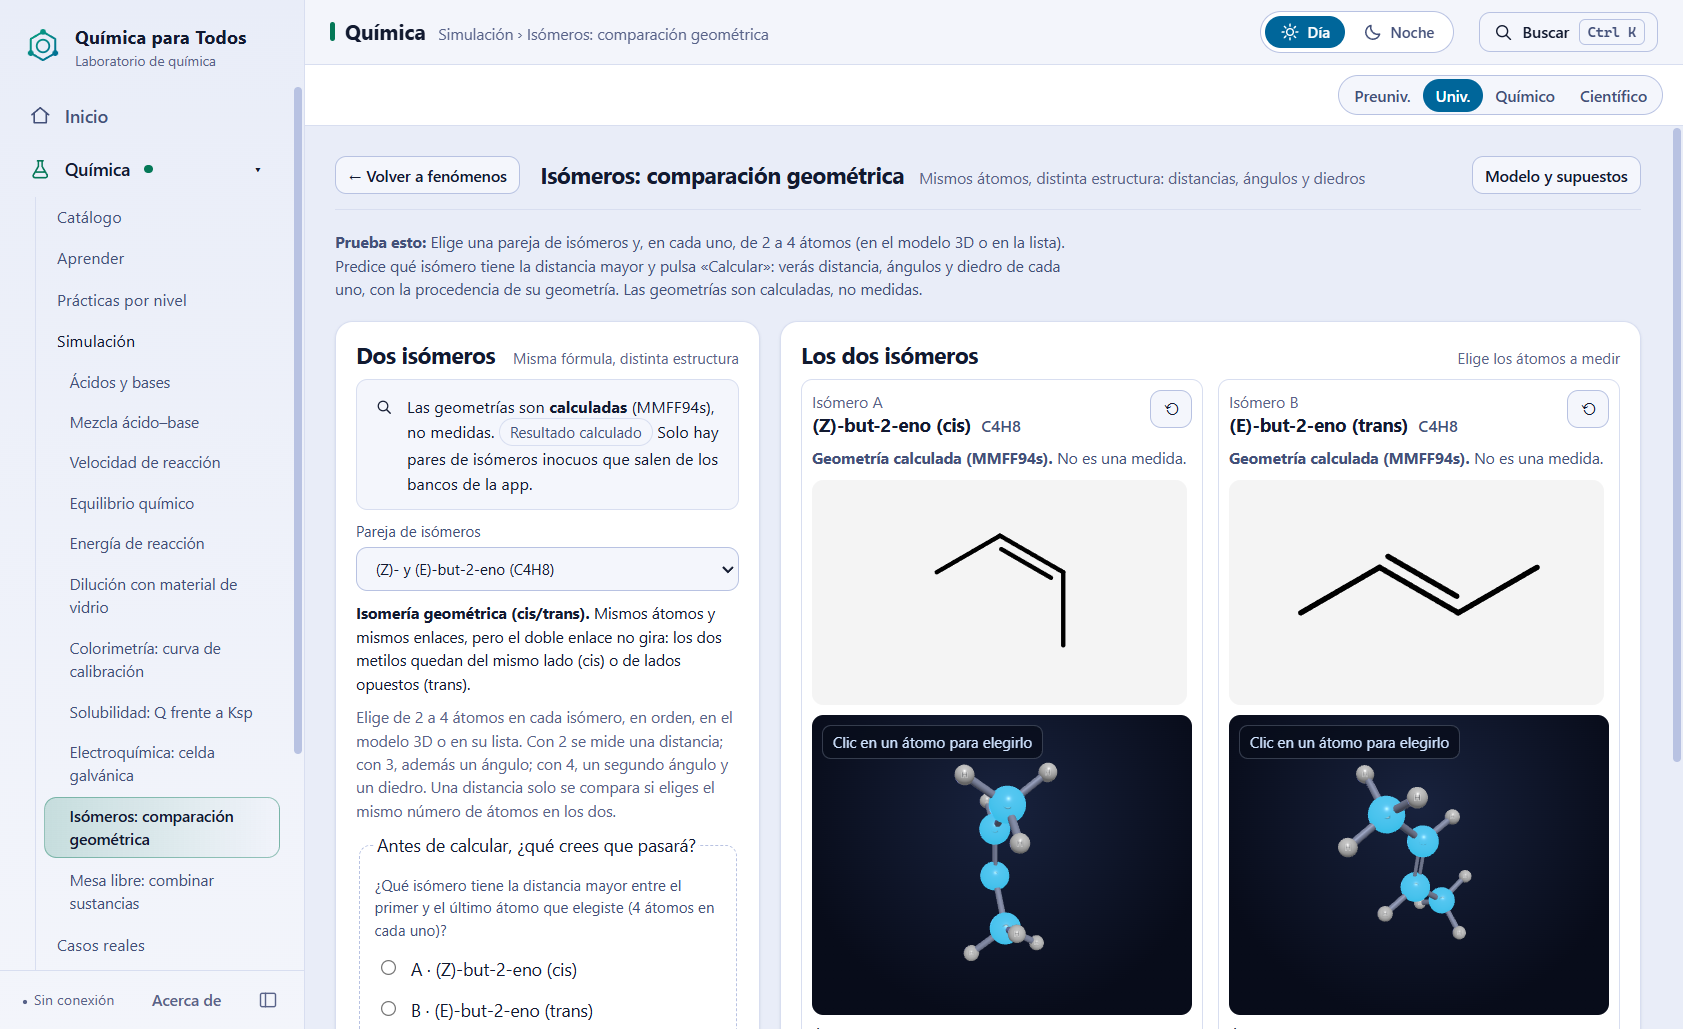 Química para Todos
Laboratorio de química
Inicio
Química
Catálogo
Aprender
Prácticas por nivel
Simulación
Ácidos y bases
Mezcla ácido–base
Velocidad de reacción
Equilibrio químico
Energía de reacción
Dilución con material de
vidrio
Colorimetría: curva de
calibración
Solubilidad: Q frente a Ksp
Electroquímica: celda
galvánica
Isómeros: comparación
geométrica
Mesa libre: combinar
sustancias
Casos reales
Sin conexión
Acerca de
Química
Simulación › Isómeros: comparación geométrica
Día
Noche
Buscar
Ctrl K
Preuniv.
Univ.
Químico
Científico
← Volver a fenómenos
Isómeros: comparación geométrica
Mismos átomos, distinta estructura: distancias, ángulos y diedros
Modelo y supuestos
Prueba esto: Elige una pareja de isómeros y, en cada uno, de 2 a 4 átomos (en el modelo 3D o en la lista).
Predice qué isómero tiene la distancia mayor y pulsa «Calcular»: verás distancia, ángulos y diedro de cada
uno, con la procedencia de su geometría. Las geometrías son calculadas, no medidas.
Dos isómeros
Misma fórmula, distinta estructura
Las geometrías son calculadas (MMFF94s),
no medidas. Resultado calculado Solo hay
pares de isómeros inocuos que salen de los
bancos de la app.
Pareja de isómeros
(Z)- y (E)-but-2-eno (C4H8)
Isomería geométrica (cis/trans). Mismos átomos y
mismos enlaces, pero el doble enlace no gira: los dos
metilos quedan del mismo lado (cis) o de lados
opuestos (trans).
Elige de 2 a 4 átomos en cada isómero, en orden, en el
modelo 3D o en su lista. Con 2 se mide una distancia;
con 3, además un ángulo; con 4, un segundo ángulo y
un diedro. Una distancia solo se compara si eliges el
mismo número de átomos en los dos.
Antes de calcular, ¿qué crees que pasará?
¿Qué isómero tiene la distancia mayor entre el
primer y el último átomo que elegiste (4 átomos en
cada uno)?
A · (Z)-but-2-eno (cis)
B · (E)-but-2-eno (trans)
Los dos isómeros
Elige los átomos a medir
Isómero A
(Z)-but-2-eno (cis) C4H8
Geometría calculada (MMFF94s). No es una medida.
Clic en un átomo para elegirlo
Isómero B
(E)-but-2-eno (trans) C4H8
Geometría calculada (MMFF94s). No es una medida.
Clic en un átomo para elegirlo